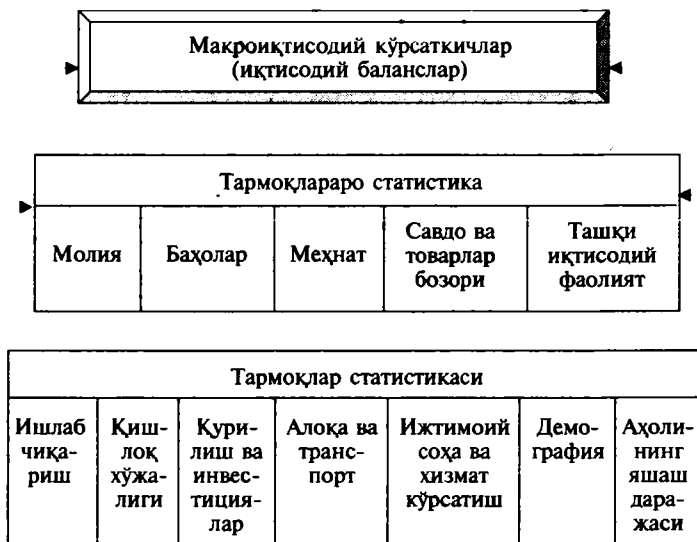 Макроиқтисодий кўрсаткичлар
(иқтисодий баланслар)
Тармоқлараро статистика
Молия
Баҳолар
Меҳнат
Савдо ва
товарлар
бозори
Ташқи
иқтисодий
фаолият
Тармоқлар статистикаси
Ишлаб
чиқа-
риш
Қиш-
лоқ
хўжа-
лиги
Қури-
лиш ва
инвес-
тиция-
лар
Алоқа ва
транс-
порт
Ижтимоий
соҳа ва
хизмат
кўрсатиш
Демо-
графия
Аҳоли-
нинг
яшаш
дара-
жаси